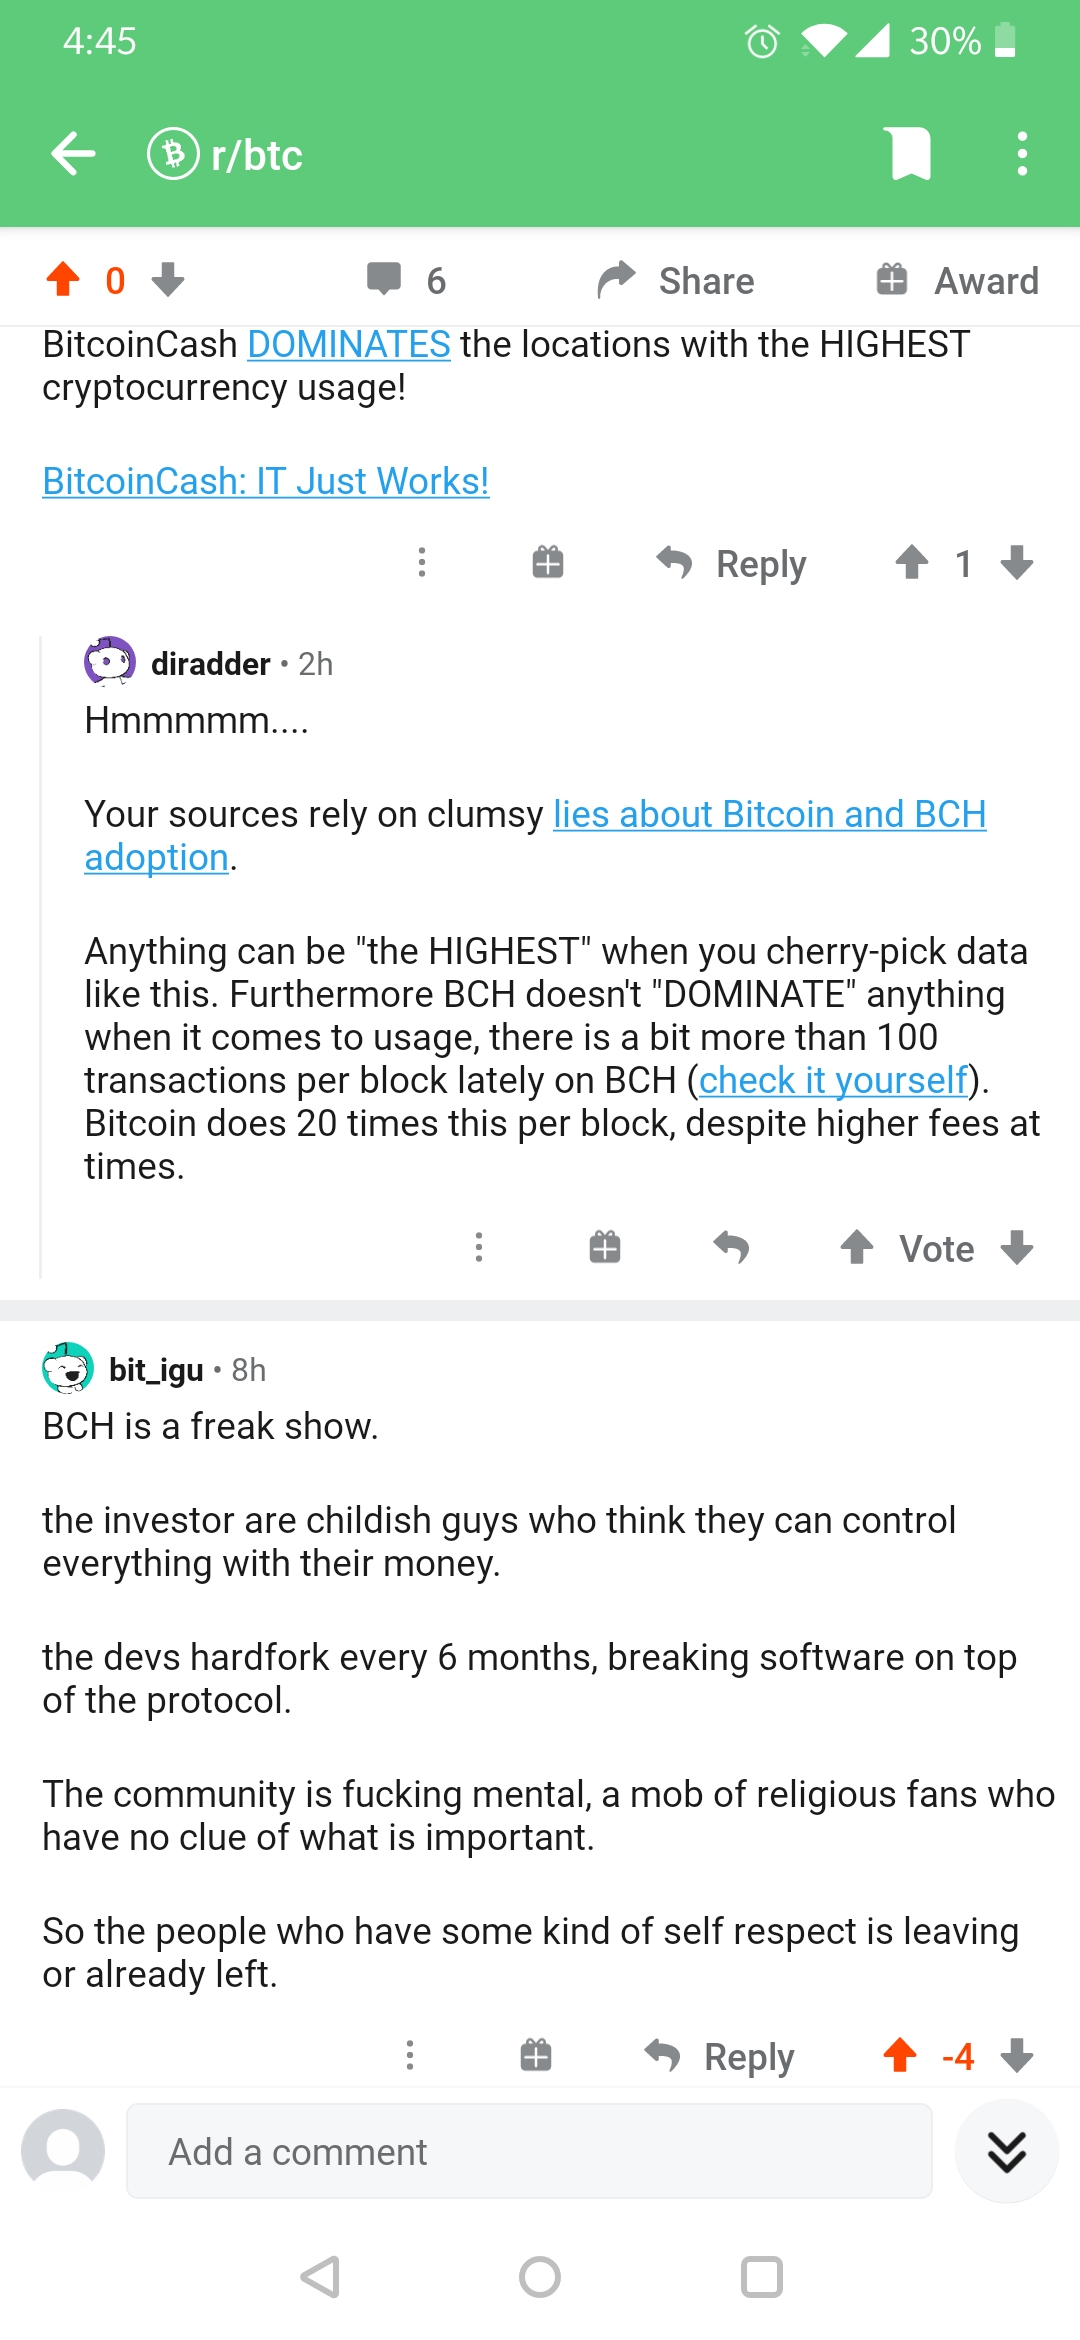 4:45
30%
r/btc
0
6
Share
Award
BitcoinCash DOMINATES the locations with the HIGHEST
cryptocurrency usage!
BitcoinCash: IT Just Works!
Reply
1
diradder • 2h
Hmmmmm....
Your sources rely on clumsy lies about Bitcoin and BCH
adoption.
Anything can be "the HIGHEST" when you cherry-pick data
like this. Furthermore BCH doesn't "DOMINATE" anything
when it comes to usage, there is a bit more than 100
transactions per block lately on BCH (check it yourself).
Bitcoin does 20 times this per block, despite higher fees at
times.
Vote
bit_igu • 8h
BCH is a freak show.
the investor are childish guys who think they can control
everything with their money.
the devs hardfork every 6 months, breaking software on top
of the protocol.
The community is fucking mental, a mob of religious fans who
have no clue of what is important.
So the people who have some kind of self respect is leaving
or already left.
Reply
-4
Add a comment